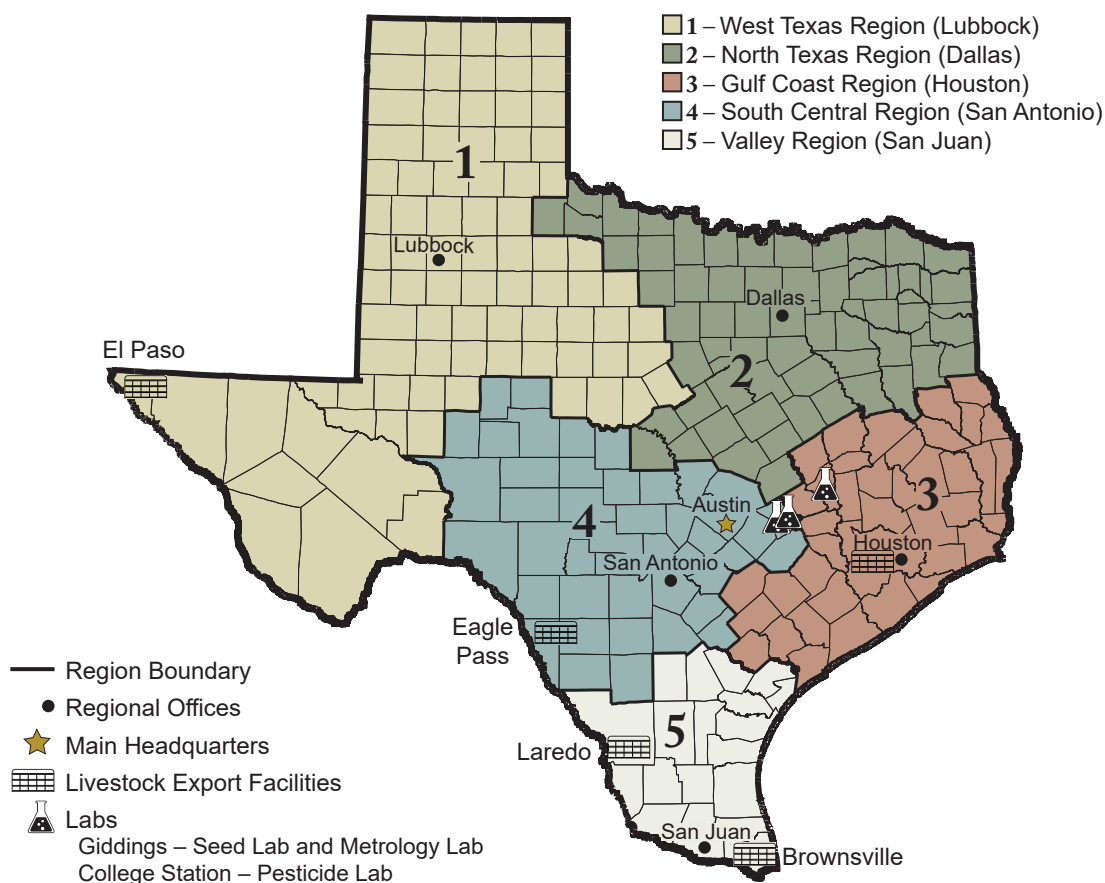 1 – West Texas Region (Lubbock)
2 – North Texas Region (Dallas)
3 – Gulf Coast Region (Houston)
4 – South Central Region (San Antonio)
5 – Valley Region (San Juan)
1
Lubbock
Dallas
El Paso
2
3
Austin
4
Houston
San Antonio
Eagle
Pass
Region Boundary
Regional Offices
5
Main Headquarters
Laredo
Livestock Export Facilities
Labs
San Juan
Giddings – Seed Lab and Metrology Lab
Brownsville
College Station – Pesticide Lab